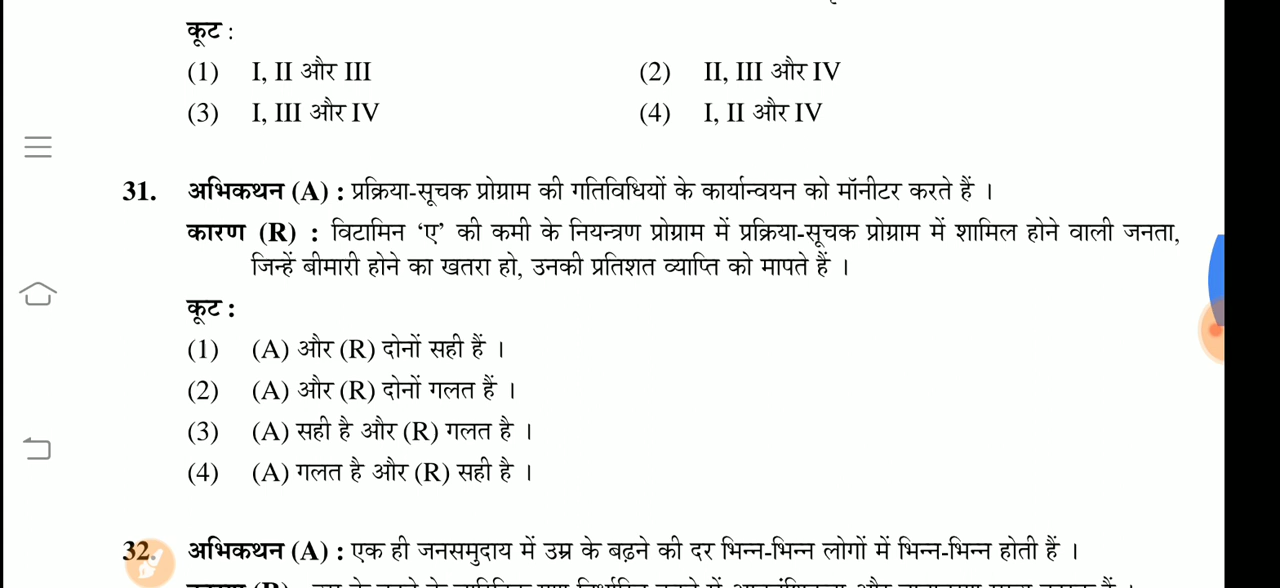 कूट :
(1) I, II और III (2) II, III और IV
(3) I, III और IV (4) I, II और IV
31. अभिकथन (A) : प्रक्रिया-सूचक प्रोग्राम की गतिविधियों के कार्यान्वयन को मॉनीटर करते हैं ।
कारण (R) : विटामिन ‘ए’ की कमी के नियन्त्रण प्रोग्राम में प्रक्रिया-सूचक प्रोग्राम में शामिल होने वाली जनता,
जिन्हें बीमारी होने का खतरा हो, उनकी प्रतिशत व्याप्ति को मापते हैं ।
कूट :
(1) (A) और (R) दोनों सही हैं ।
(2) (A) और (R) दोनों गलत हैं ।
(3) (A) सही है और (R) गलत है ।
(4) (A) गलत है और (R) सही है ।
32. अभिकथन (A) : एक ही जनसमुदाय में उम्र के बढ़ने की दर भिन्न-भिन्न लोगों में भिन्न-भिन्न होती हैं ।